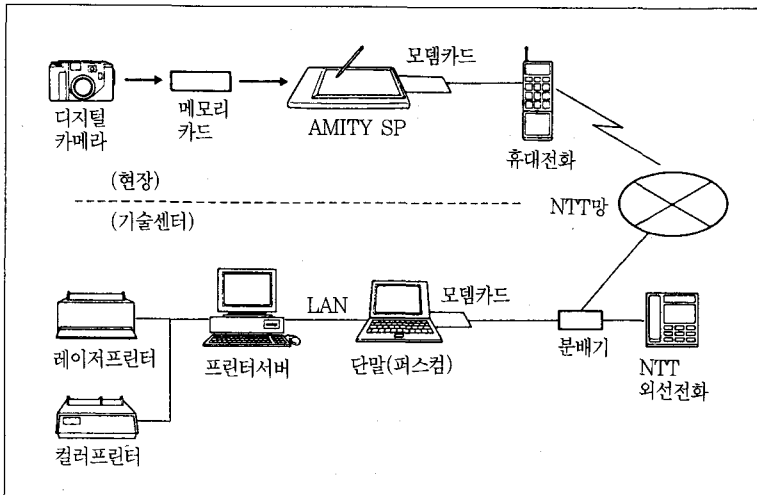 모뎀카드
디지털
카메라
메모리
카드
AMITY SP
휴대전화
(현장)
(기술센터)
NTT망
LAN
모뎀카드
레이저프린터
프린터서버
단말(퍼스컴)
분배기
NTT
외선전화
컬러프린터